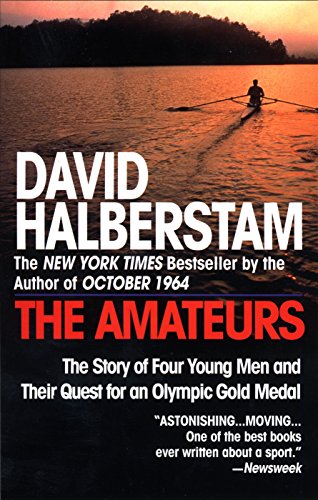 DAVID
HALBERSTAM
The NEW YORK TIMES Bestseller by the
Author of OCTOBER 1964
THE AMATEURS
The Story of Four Young Men and
Their Quest for an Olympic Gold Medal
"ASTONISHING...MOVING...
One of the best books
ever written about a sport."
—Newsweek